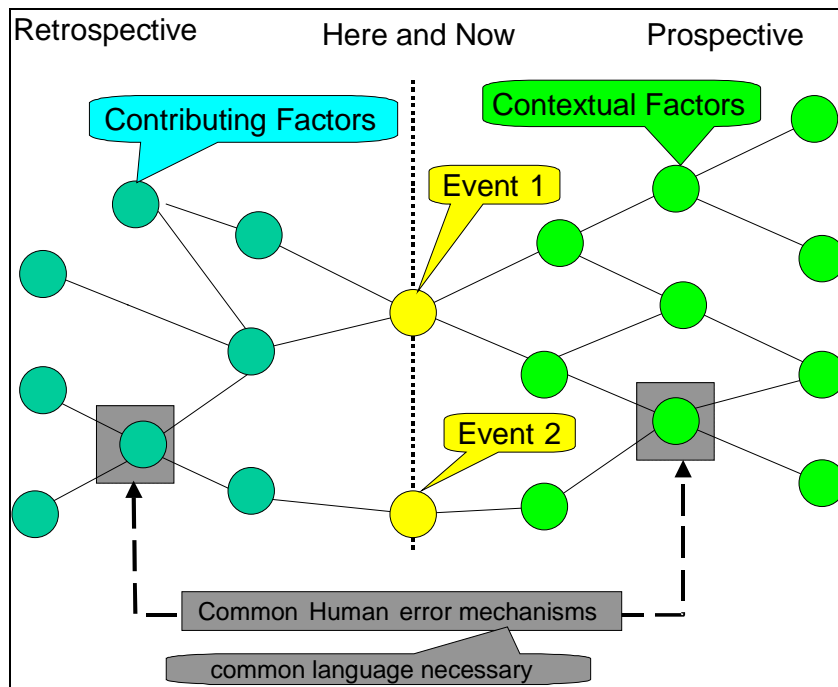 Retrospective Here and Now Prospective
Contributing Factors
Contextual Factors
Event 1
Event 2
Common Human error mechanisms
common language necessary